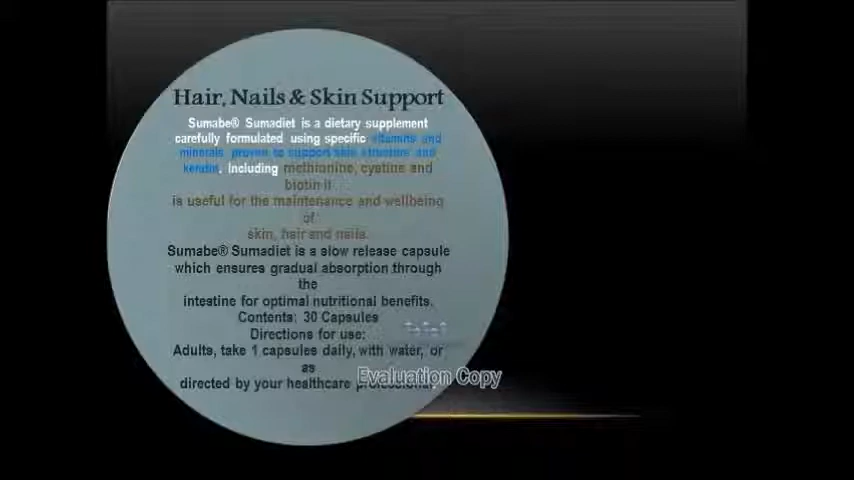 Hair, Nails & Skin Support
Sumabe® Sumadiet is a dietary supplement
carefully formulated using specific vitamins and
minerals proven to support skin structure and
keratin. Including methionine, cystine and
biotin it
is useful for the maintenance and wellbeing
of
skin, hair and nails.
Sumabe® Sumadiet is a slow release capsule
which ensures gradual absorption through
the
intestine for optimal nutritional benefits.
Contents: 30 Capsules
Directions for use:
Adults, take 1 capsules daily, with water, or
as
directed by your healthcare professional.
Evaluation Copy